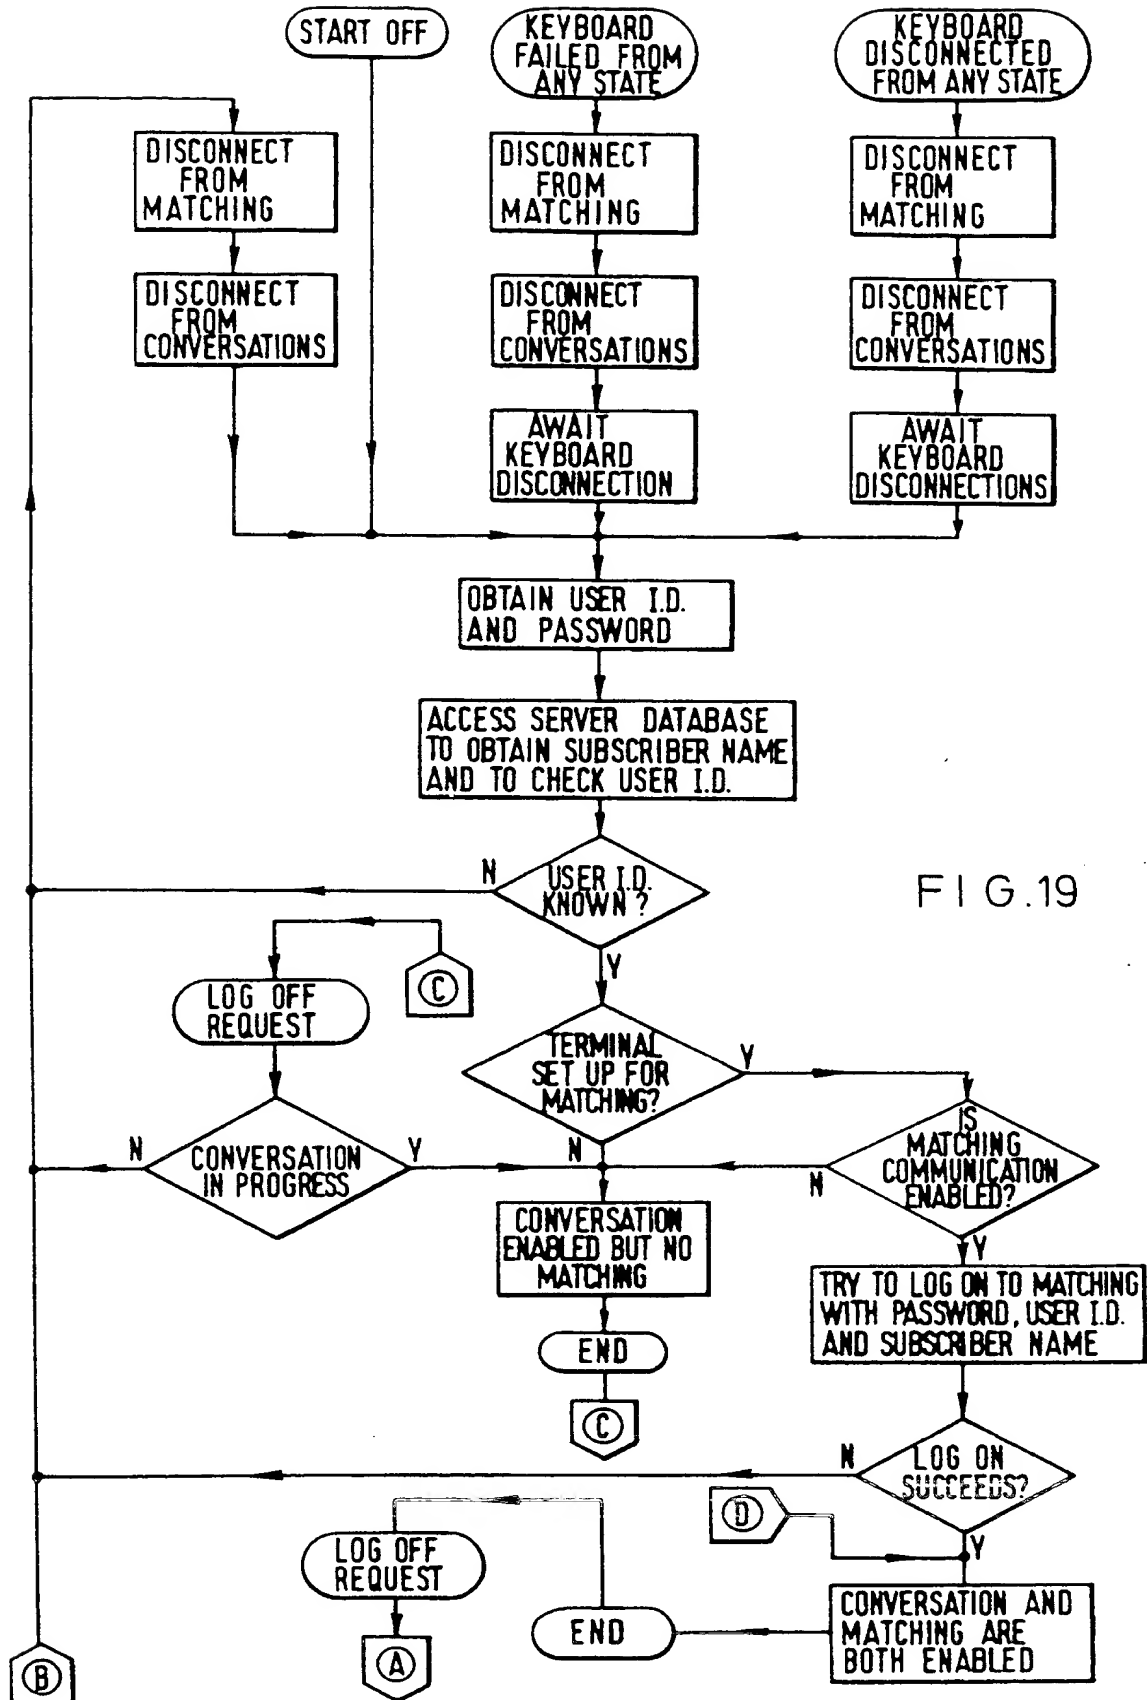 START OFF
KEYBOARD
FAILED FROM
ANY STATE
KEYBOARD
DISCONNECTED
FROM ANY STATE
DISCONNECT
FROM
MATCHING
DISCONNECT
FROM
MATCHING
DISCONNECT
FROM
MATCHING
DISCONNECT
FROM
CONVERSATIONS
DISCONNECT
FROM
CONVERSATIONS
DISCONNECT
FROM
CONVERSATIONS
AWAIT
KEYBOARD
DISCONNECTION
AWAIT
KEYBOARD
DISCONNECTIONS
OBTAIN USER I.D.
AND PASSWORD
ACCESS SERVER DATABASE
TO OBTAIN SUBSCRIBER NAME
AND TO CHECK USER I.D.
N
USER I.D.
KNOWN ?
FIG.19
Y
C
LOG OFF
REQUEST
TERMINAL
SET UP FOR
MATCHING?
Y
N
CONVERSATION
IN PROGRESS
Y
N
IS
MATCHING
COMMUNICATION
ENABLED?
N
Y
CONVERSATION
ENABLED BUT NO
MATCHING
TRY TO LOG ON TO MATCHING
WITH PASSWORD, USER I.D.
AND SUBSCRIBER NAME
END
C
N
LOG ON
SUCCEEDS?
D
Y
LOG OFF
REQUEST
END
CONVERSATION AND
MATCHING ARE
BOTH ENABLED
B
A